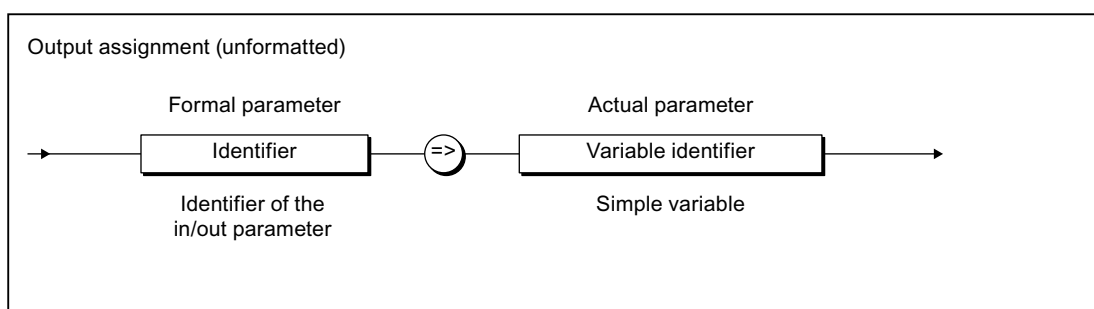 Output assignment (unformatted)
Formal parameter
Actual parameter
Identifier
=>
Variable identifier
Identifier of the
in/out parameter
Simple variable